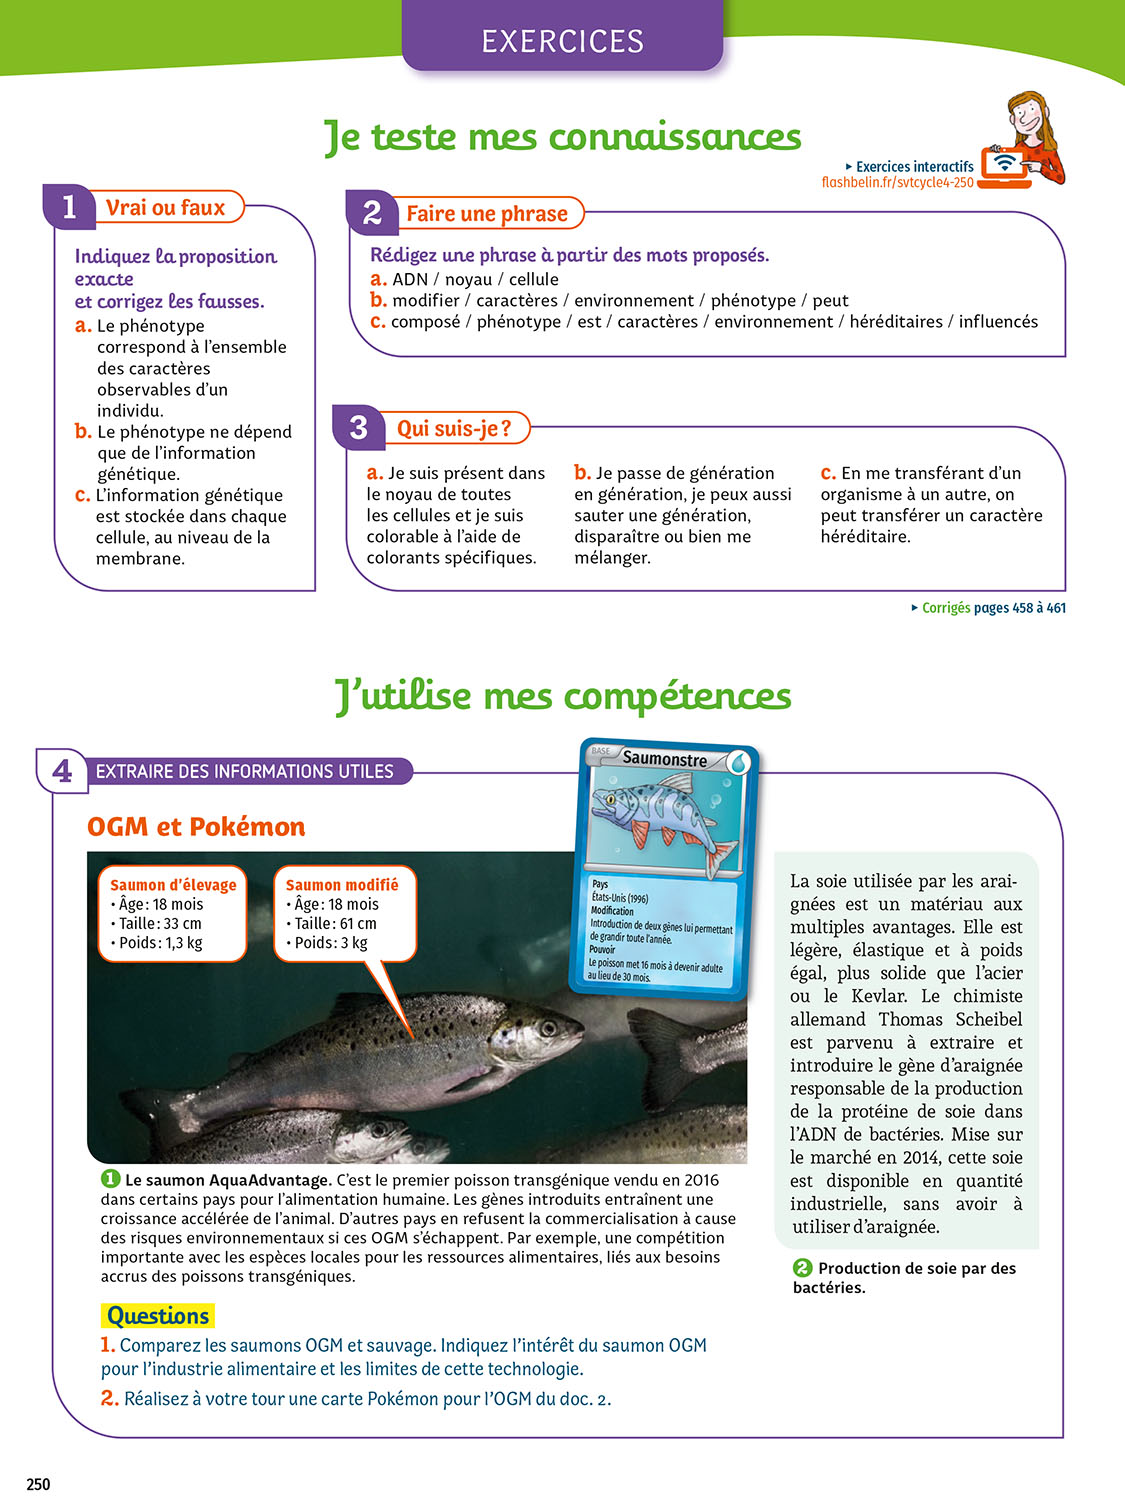 EXERCICES
Je teste mes connaissances
▸ Exercices interactifs
flashbelin.fr/svtcycle4-250
1 Vrai ou faux
Indiquez la proposition
exacte
et corrigez les fausses.
a. Le phénotype
correspond à l'ensemble
des caractères
observables d'un
individu.
b. Le phénotype ne dépend
que de l'information
génétique.
c. L'information génétique
est stockée dans chaque
cellule, au niveau de la
membrane.
2 Faire une phrase
Rédigez une phrase à partir des mots proposés.
a. ADN / noyau / cellule
b. modifier / caractères / environnement / phénotype / peut
c. composé / phénotype / est / caractères / environnement / héréditaires / influencés
3 Qui suis-je ?
a. Je suis présent dans
le noyau de toutes
les cellules et je suis
colorable à l'aide de
colorants spécifiques.
b. Je passe de génération
en génération, je peux aussi
sauter une génération,
disparaître ou bien me
mélanger.
c. En me transférant d'un
organisme à un autre, on
peut transférer un caractère
héréditaire.
▸ Corrigés pages 458 à 461
J'utilise mes compétences
4 EXTRAIRE DES INFORMATIONS UTILES
OGM et Pokémon
Saumon d'élevage
• Âge : 18 mois
• Taille : 33 cm
• Poids : 1,3 kg
Saumon modifié
• Âge : 18 mois
• Taille : 61 cm
• Poids : 3 kg
BASE
Saumonstre
Pays
États-Unis (1996)
Modification
Introduction de deux gènes lui permettant
de grandir toute l'année.
Pouvoir
Le poisson met 16 mois à devenir adulte
au lieu de 30 mois.
1 Le saumon AquaAdvantage. C'est le premier poisson transgénique vendu en 2016
dans certains pays pour l'alimentation humaine. Les gènes introduits entraînent une
croissance accélérée de l'animal. D'autres pays en refusent la commercialisation à cause
des risques environnementaux si ces OGM s'échappent. Par exemple, une compétition
importante avec les espèces locales pour les ressources alimentaires, liés aux besoins
accrus des poissons transgéniques.
La soie utilisée par les arai-
gnées est un matériau aux
multiples avantages. Elle est
légère, élastique et à poids
égal, plus solide que l'acier
ou le Kevlar. Le chimiste
allemand Thomas Scheibel
est parvenu à extraire et
introduire le gène d'araignée
responsable de la production
de la protéine de soie dans
l'ADN de bactéries. Mise sur
le marché en 2014, cette soie
est disponible en quantité
industrielle, sans avoir à
utiliser d'araignée.
2 Production de soie par des
bactéries.
Questions
1. Comparez les saumons OGM et sauvage. Indiquez l'intérêt du saumon OGM
pour l'industrie alimentaire et les limites de cette technologie.
2. Réalisez à votre tour une carte Pokémon pour l'OGM du doc. 2.
250